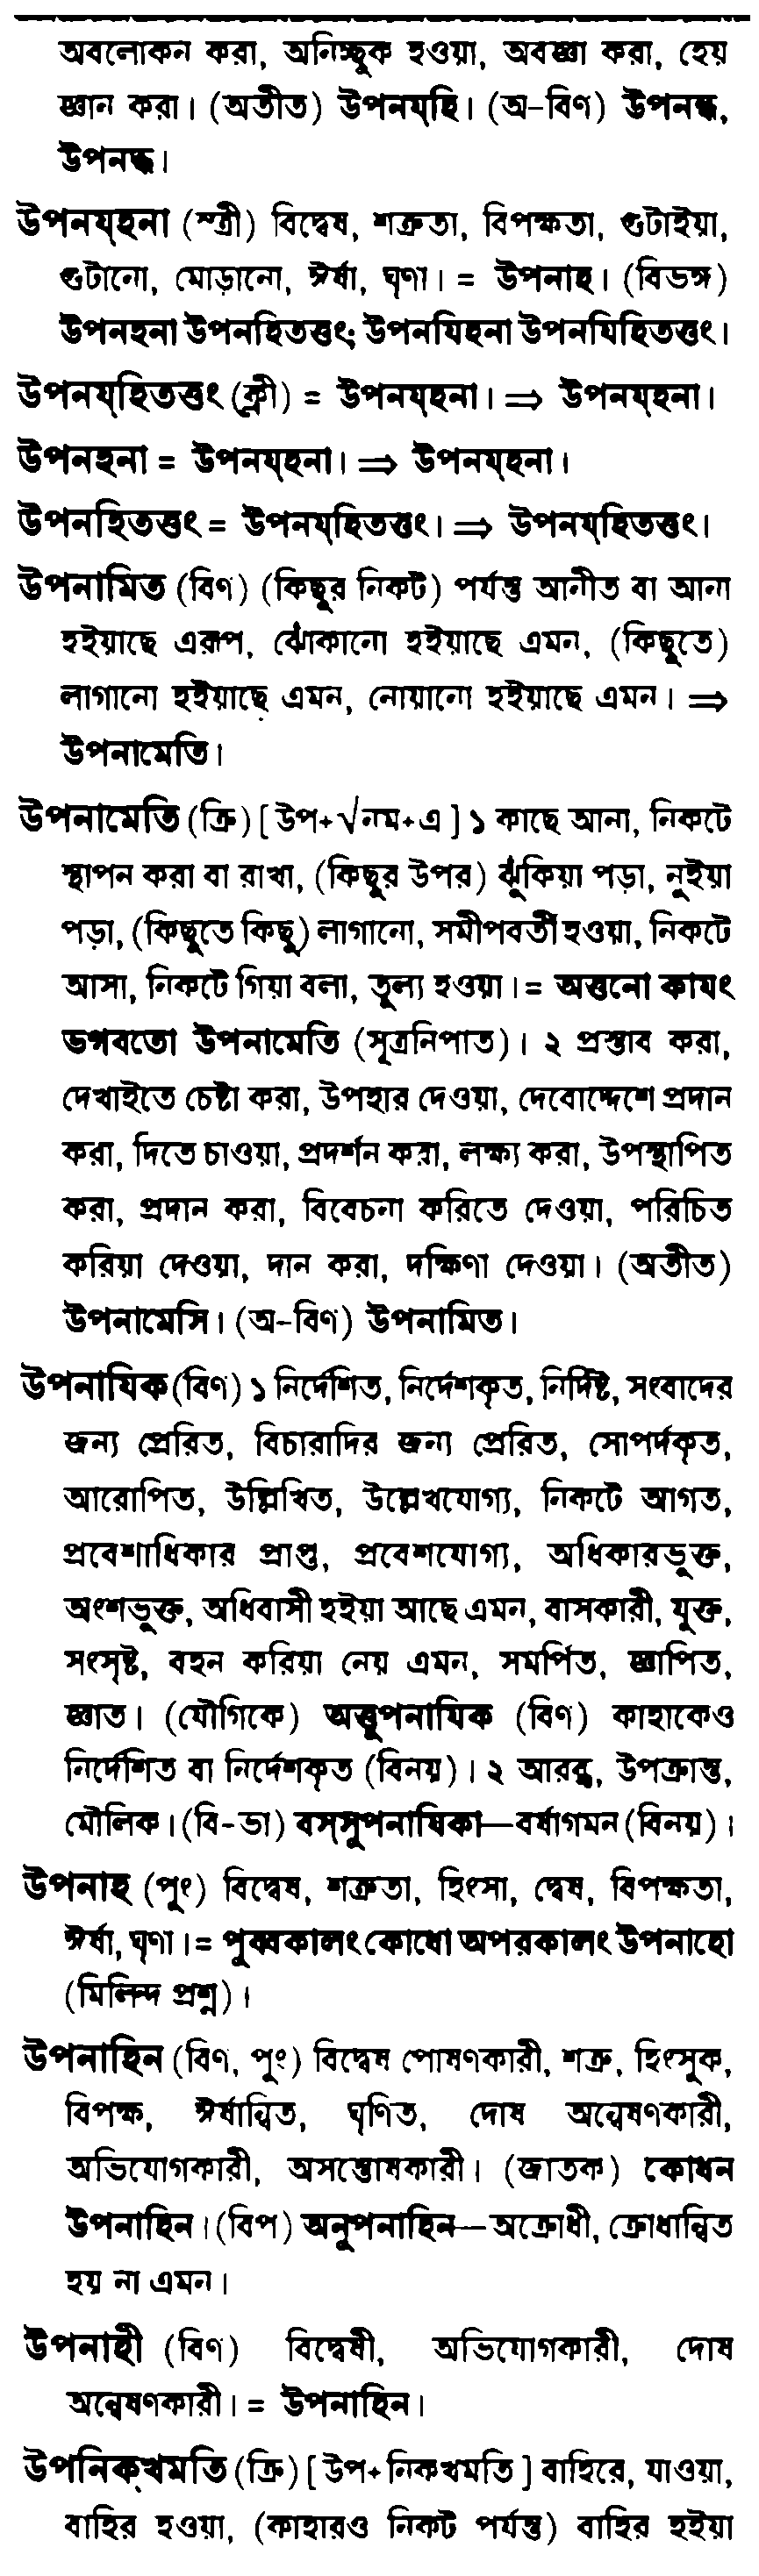 অবলোকন করা, অনিচ্ছুক হওয়া, অবজ্ঞা করা, হেয়
জ্ঞান করা। (অতীত) উপনয়্হি। (অ-বিণ) উপনন্ধ,
উপনদ্ধ।
উপনয়্হনা (স্ত্রী) বিদ্বেষ, শত্রুতা, বিপক্ষতা, গুটাইয়া,
গুটানো, মোড়ানো, ঈর্ষা, ঘৃণা। = উপনাহ। (বিভঙ্গ)
উপনহনা উপনহিতত্তং; উপনযিহনা উপনযিহিতত্তং।
উপনয়্হিতত্তং (ক্লী) = উপনয়্হনা। ⇒ উপনয়্হনা।
উপনহনা = উপনয়্হনা। ⇒ উপনয়্হনা।
উপনহিতত্তং = উপনয়্হিতত্তং। ⇒ উপনয়্হিতত্তং।
উপনামিত (বিণ) (কিছুর নিকট) পর্যন্ত আনীত বা আনা
হইয়াছে এরূপ, ঝোঁকানো হইয়াছে এমন, (কিছুতে)
লাগানো হইয়াছে এমন, নোয়ানো হইয়াছে এমন। ⇒
উপনামেতি।
উপনামেতি (ক্রি) [ উপ+√নম+এ ] ১ কাছে আনা, নিকটে
স্থাপন করা বা রাখা, (কিছুর উপর) ঝুঁকিয়া পড়া, নুইয়া
পড়া, (কিছুতে কিছু) লাগানো, সমীপবর্তী হওয়া, নিকটে
আসা, নিকটে গিয়া বলা, তুল্য হওয়া। = অত্তনো কাযং
ভগবতো উপনামেতি (সূত্রনিপাত)। ২ প্রস্তাব করা,
দেখাইতে চেষ্টা করা, উপহার দেওয়া, দেবোদ্দেশে প্রদান
করা, দিতে চাওয়া, প্রদর্শন করা, লক্ষ্য করা, উপস্থাপিত
করা, প্রদান করা, বিবেচনা করিতে দেওয়া, পরিচিত
করিয়া দেওয়া, দান করা, দক্ষিণা দেওয়া। (অতীত)
উপনামেসি। (অ-বিণ) উপনামিত।
উপনাযিক (বিণ) ১ নির্দেশিত, নির্দেশকৃত, নির্দিষ্ট, সংবাদের
জন্য প্রেরিত, বিচারাদির জন্য প্রেরিত, সোপর্দকৃত,
আরোপিত, উল্লিখিত, উল্লেখযোগ্য, নিকটে আগত,
প্রবেশাধিকার প্রাপ্ত, প্রবেশযোগ্য, অধিকারভুক্ত,
অংশভুক্ত, অধিবাসী হইয়া আছে এমন, বাসকারী, যুক্ত,
সংসৃষ্ট, বহন করিয়া নেয় এমন, সমর্পিত, জ্ঞাপিত,
জ্ঞাত। (যৌগিকে) অত্তুপনাযিক (বিণ) কাহাকেও
নির্দেশিত বা নির্দেশকৃত (বিনয়)। ২ আরব্ধ, উপক্রান্ত,
মৌলিক। (বি-ভা) বস্সুপনাযিকা—বর্ষাগমন (বিনয়)।
উপনাহ (পুং) বিদ্বেষ, শত্রুতা, হিংসা, দ্বেষ, বিপক্ষতা,
ঈর্ষা, ঘৃণা। = পুব্বকালং কোধো অপরকালং উপনাহো
(মিলিন্দ প্রশ্ন)।
উপনাহিন (বিণ, পুং) বিদ্বেষ পোষণকারী, শত্রু, হিংসুক,
বিপক্ষ, ঈর্ষান্বিত, ঘৃণিত, দোষ অন্বেষণকারী,
অভিযোগকারী, অসন্তোষকারী। (জাতক) কোধন
উপনাহিন। (বিপ) অনুপনাহিন—অক্রোধী, ক্রোধান্বিত
হয় না এমন।
উপনাহী (বিণ) বিদ্বেষী, অভিযোগকারী, দোষ
অন্বেষণকারী। = উপনাহিন।
উপনিক্খমতি (ক্রি) [ উপ+নিকখমতি ] বাহিরে, যাওয়া,
বাহির হওয়া, (কাহারও নিকট পর্যন্ত) বাহির হইয়া